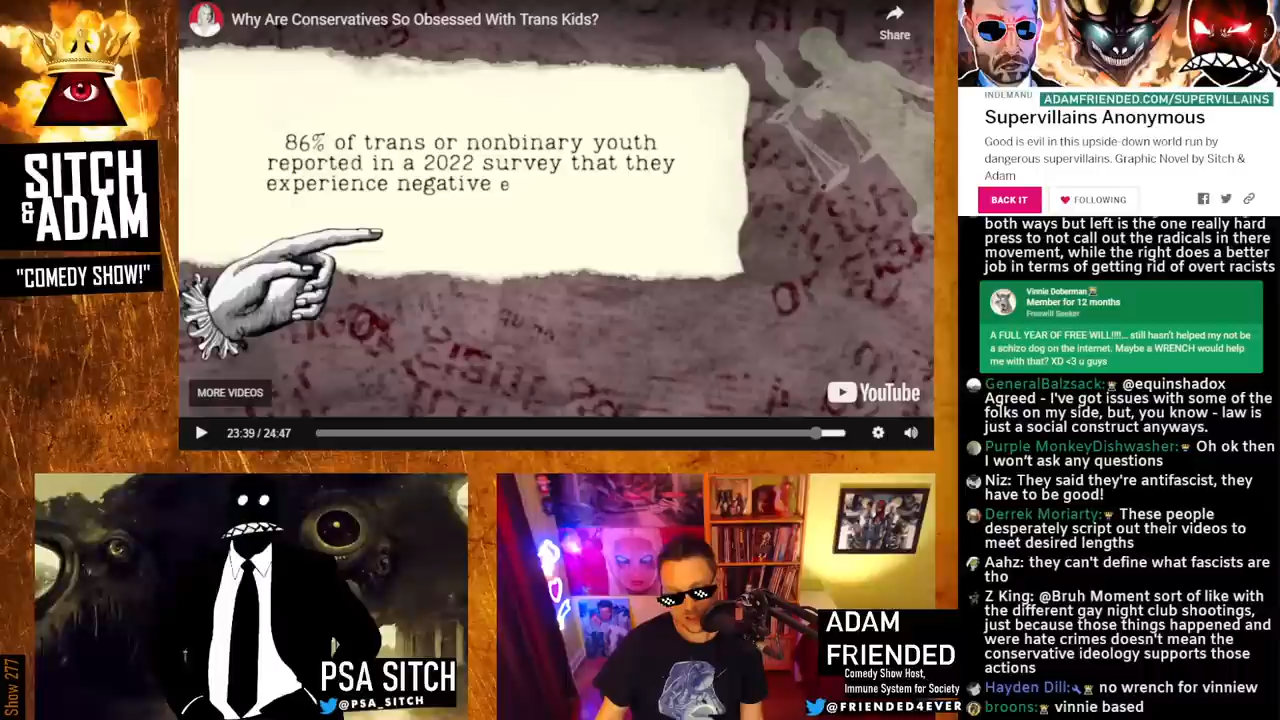 Why Are Conservatives So Obsessed With Trans Kids?
Share
86% of trans or nonbinary youth
reported in a 2022 survey that they
experience negative e
MORE VIDEOS
YouTube
23:39 / 24:47
SITCH
& ADAM
"COMEDY SHOW!"
Show 277
PSA SITCH
@PSA_SITCH
ADAM
FRIENDED
Comedy Show Host,
Immune System for Society
@FRIENDED4EVER
INDEMAND
ADAMFRIENDED.COM/SUPERVILLAINS
Supervillains Anonymous
Good is evil in this upside-down world run by
dangerous supervillains. Graphic Novel by Sitch &
Adam
BACK IT
FOLLOWING
both ways but left is the one really hard
press to not call out the radicals in there
movement, while the right does a better
job in terms of getting rid of overt racists
Vinnie Doberman
Member for 12 months
Freewill Seeker
A FULL YEAR OF FREE WILL!!!!... still hasn't helped my not be
a schizo dog on the internet. Maybe a WRENCH would help
me with that? XD <3 u guys
GeneralBalzsack: @equinshadox
Agreed - I've got issues with some of the
folks on my side, but, you know - law is
just a social construct anyways.
Purple MonkeyDishwasher: Oh ok then
I won't ask any questions
Niz: They said they're antifascist, they
have to be good!
Derrek Moriarty: These people
desperately script out their videos to
meet desired lengths
Aahz: they can't define what fascists are
tho
Z King: @Bruh Moment sort of like with
the different gay night club shootings,
just because those things happened and
were hate crimes doesn't mean the
conservative ideology supports those
actions
Hayden Dill: no wrench for vinniew
broons: vinnie based